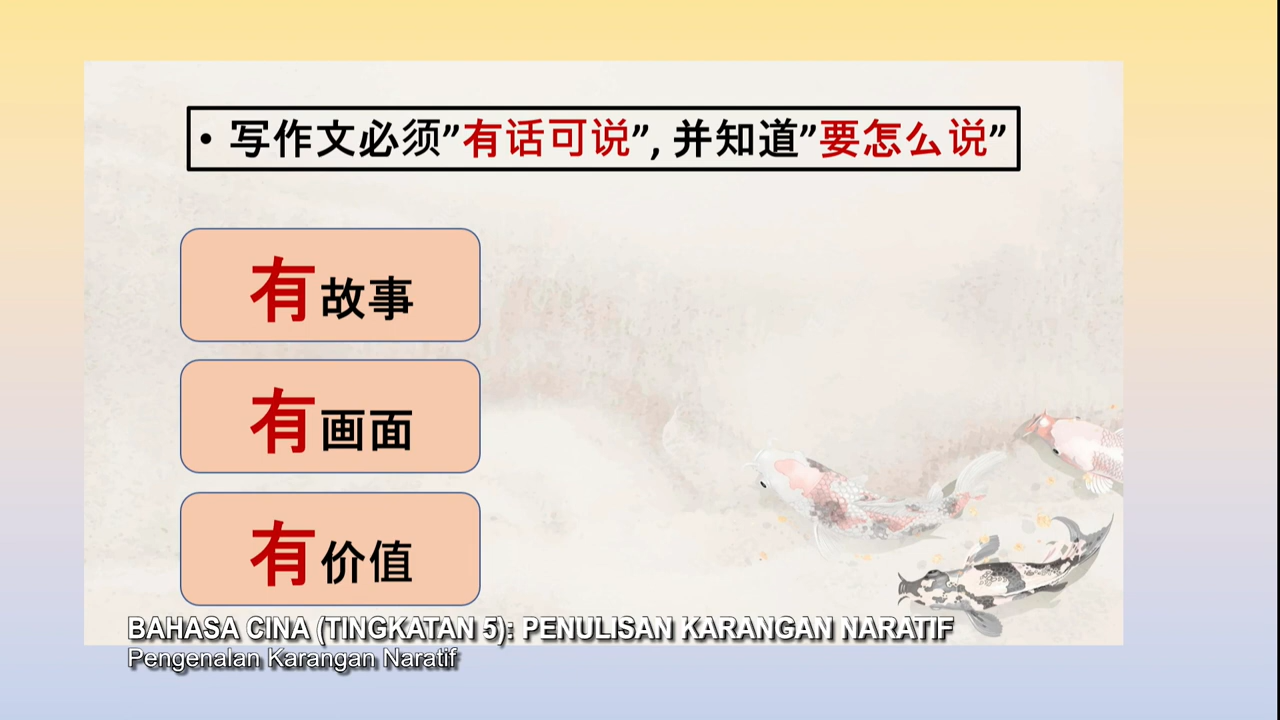 • 写作文必须”有话可说”, 并知道”要怎么说”
有故事
有画面
有价值
BAHASA CINA (TINGKATAN 5): PENULISAN KARANGAN NARATIF
Pengenalan Karangan Naratif